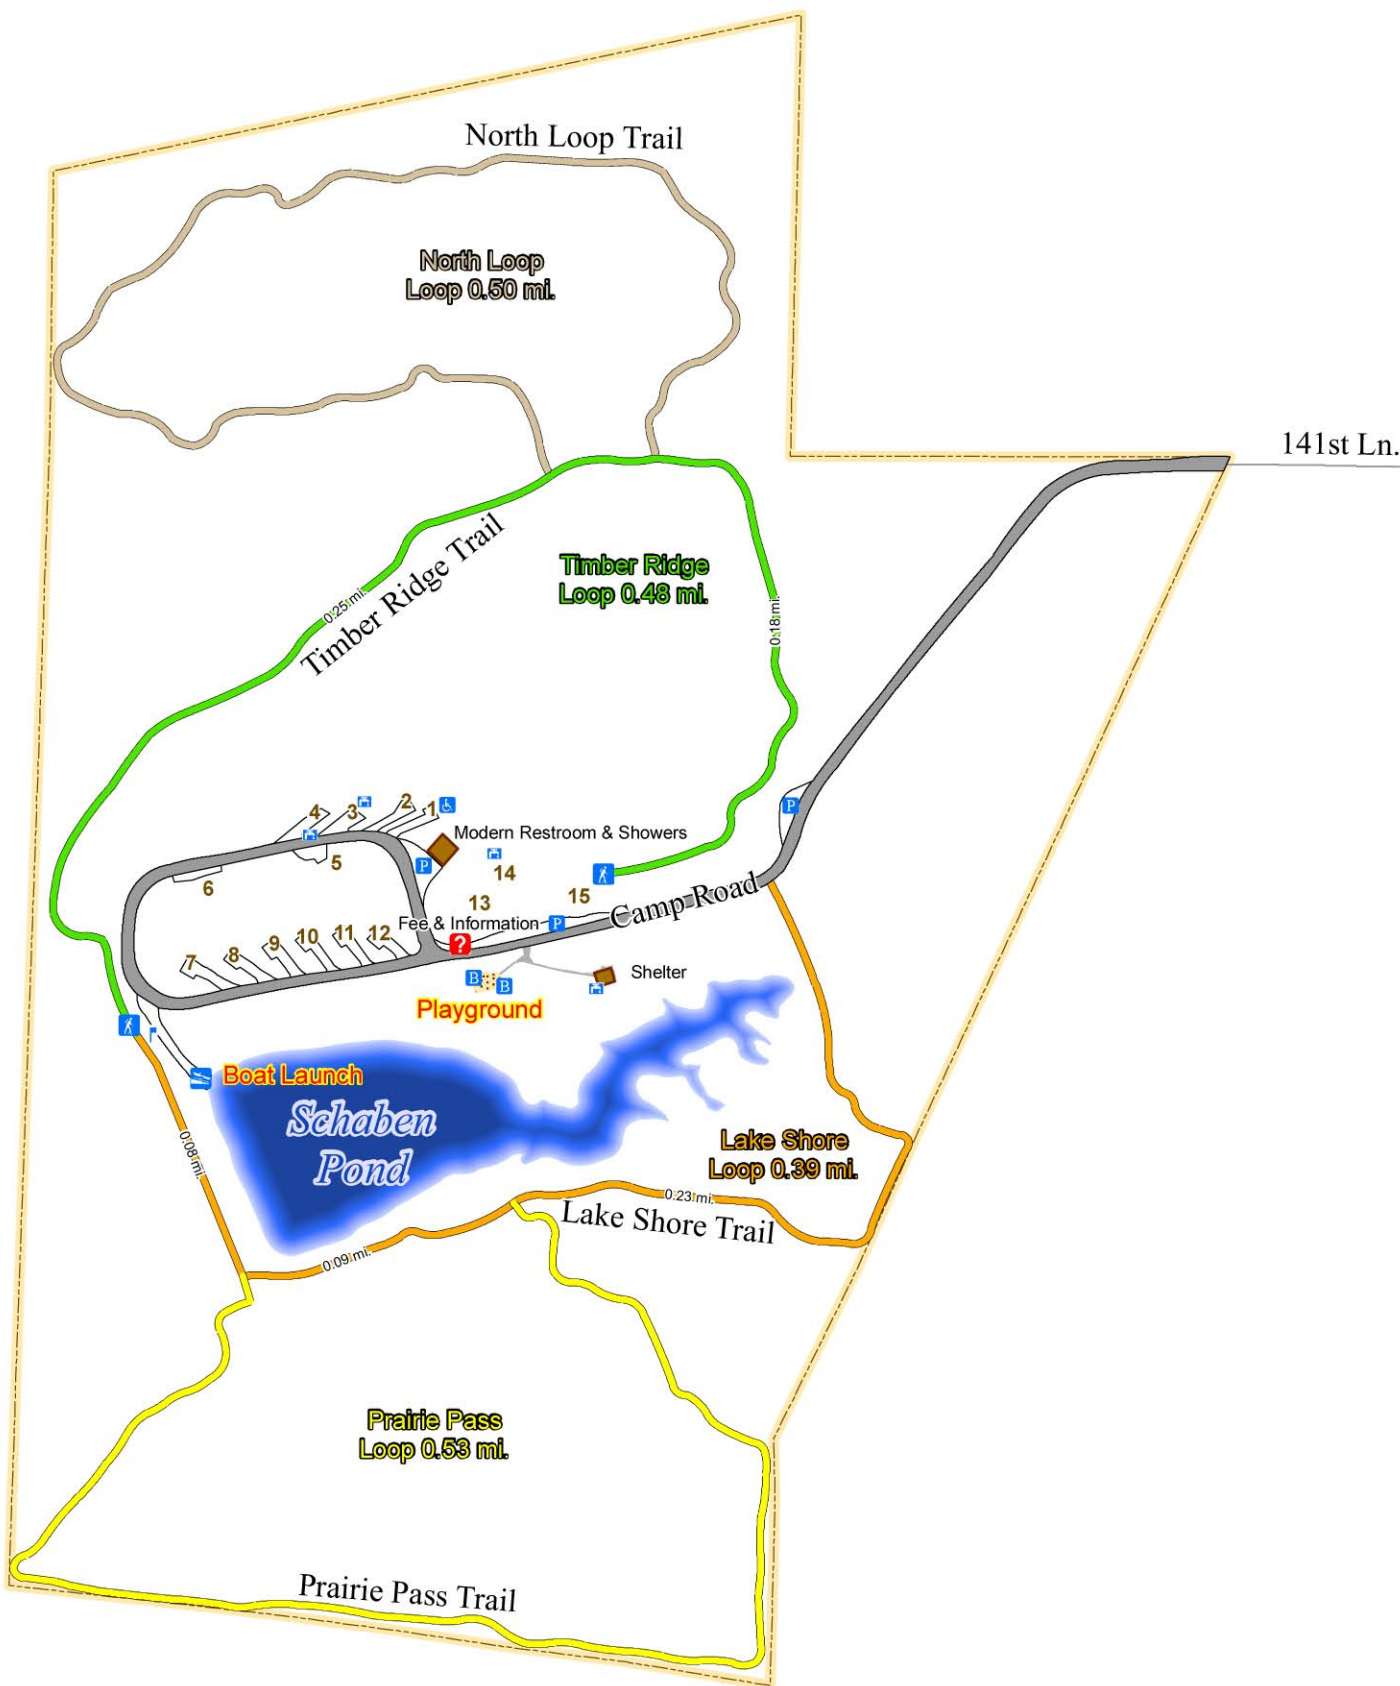 North Loop Trail
North Loop
Loop 0.50 mi.
141st Ln.
Timber Ridge Trail
0.25 mi.
Timber Ridge
Loop 0.48 mi.
0.18 mi.
4
3
2
1
5
6
Modern Restroom & Showers
P
P
14
13
15
Fee & Information
P
?
Camp Road
7
8
9
10
11
12
B
B
Shelter
Playground
Boat Launch
Schaben
Pond
0.08 mi.
Lake Shore
Loop 0.39 mi.
0.23 mi.
Lake Shore Trail
0.09 mi.
Prairie Pass
Loop 0.53 mi.
Prairie Pass Trail